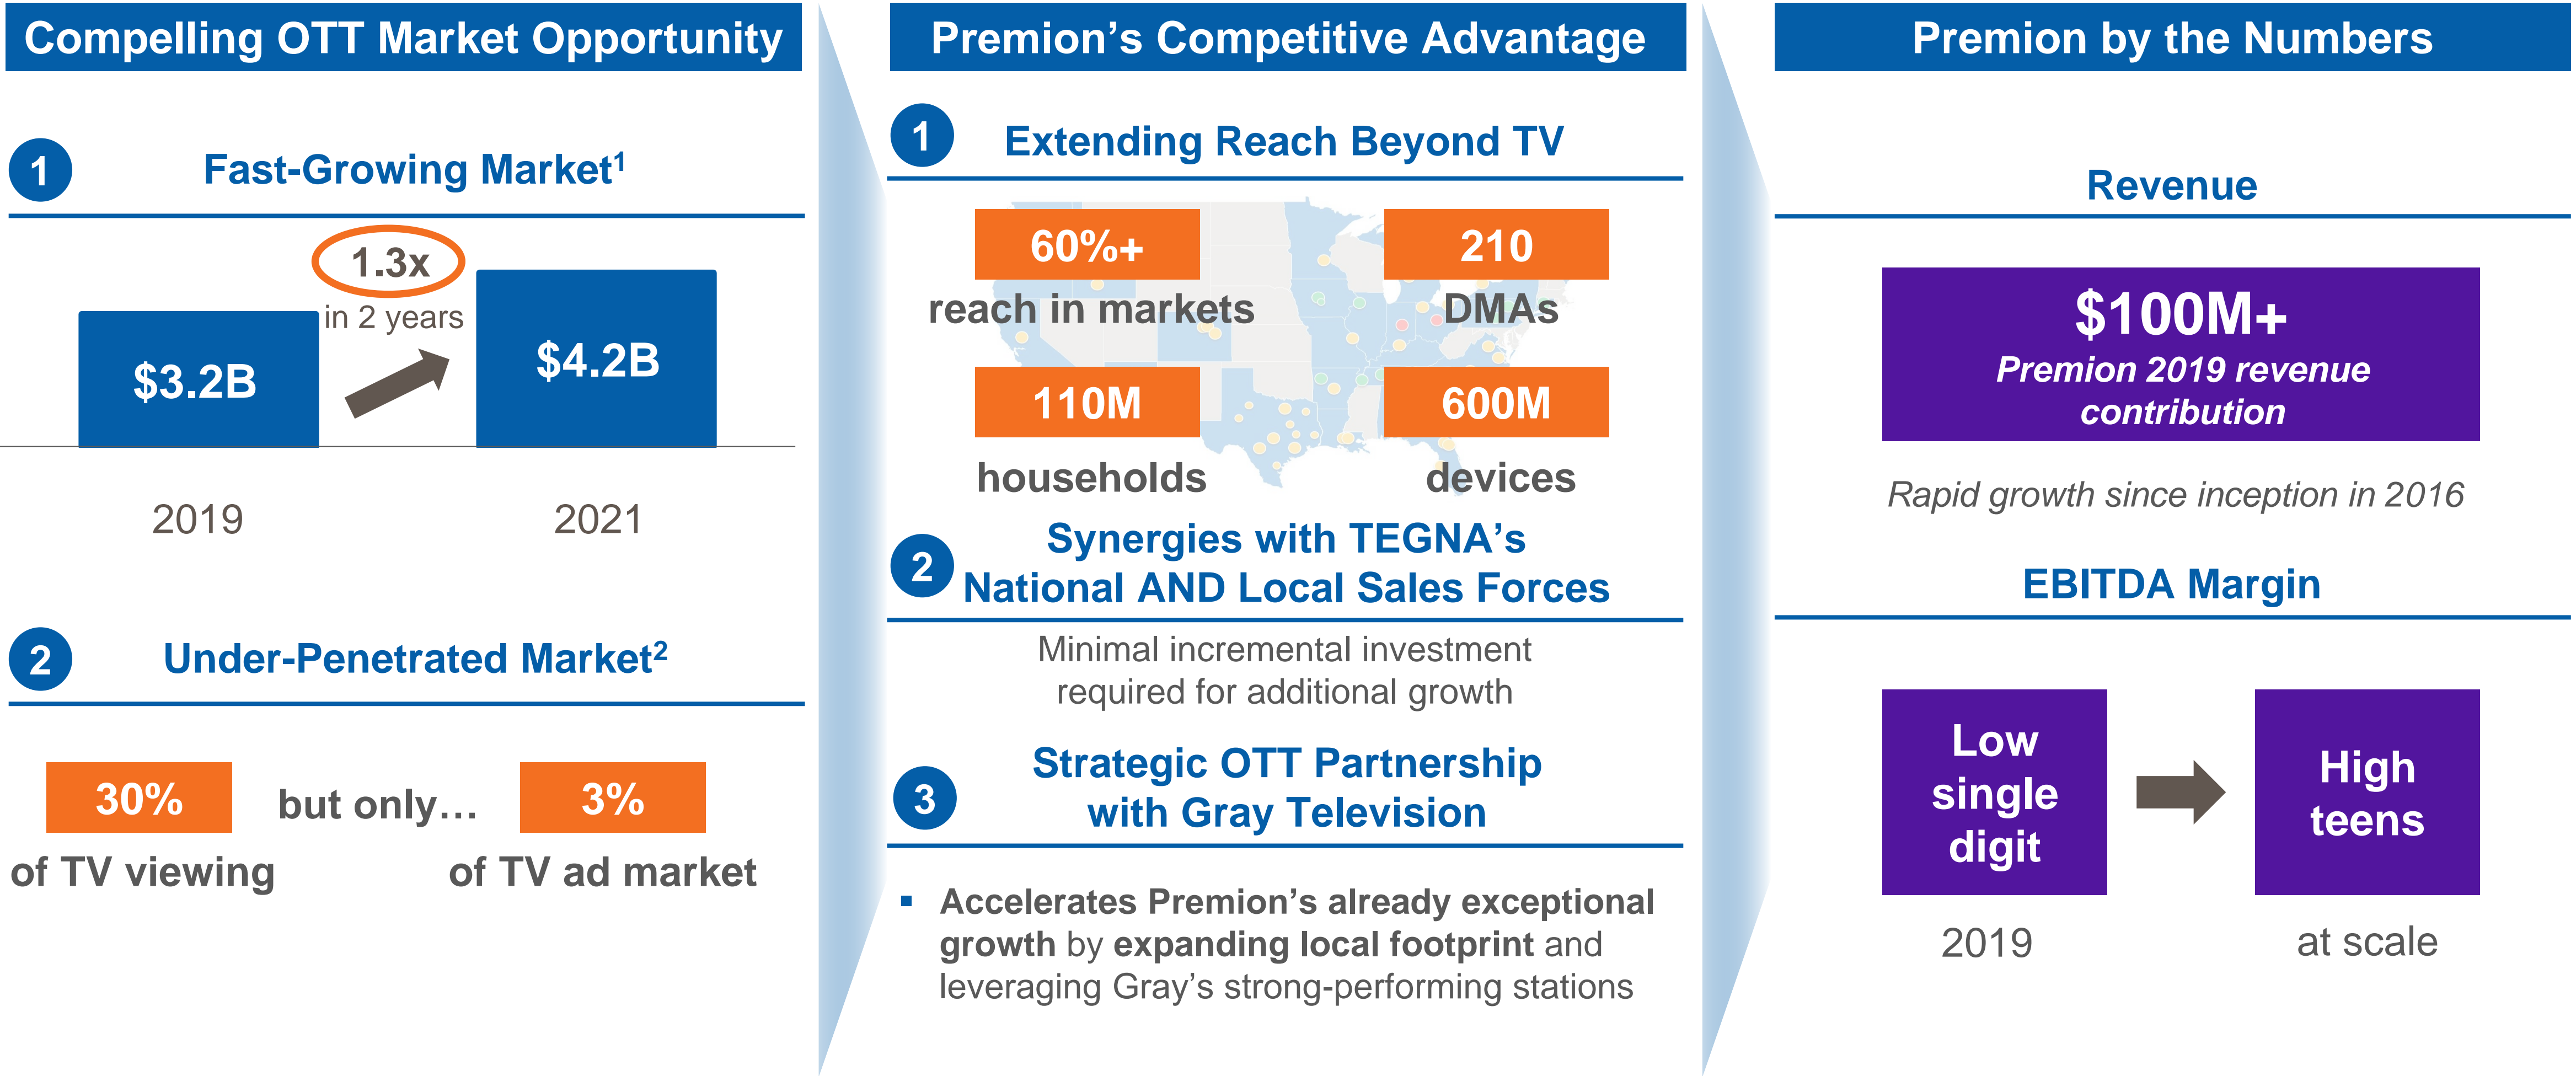 Compelling OTT Market Opportunity
1
Fast-Growing Market¹
1.3x
in 2 years
$3.2B
$4.2B
2019
2021
2
Under-Penetrated Market²
30%
but only…
3%
of TV viewing
of TV ad market
Premion’s Competitive Advantage
1
Extending Reach Beyond TV
60%+
210
reach in markets
DMAs
110M
600M
households
devices
2
Synergies with TEGNA’s
National AND Local Sales Forces
Minimal incremental investment
required for additional growth
3
Strategic OTT Partnership
with Gray Television
▪ Accelerates Premion’s already exceptional
growth by expanding local footprint and
leveraging Gray’s strong-performing stations
Premion by the Numbers
Revenue
$100M+
Premion 2019 revenue
contribution
Rapid growth since inception in 2016
EBITDA Margin
Low
single
digit
High
teens
2019
at scale